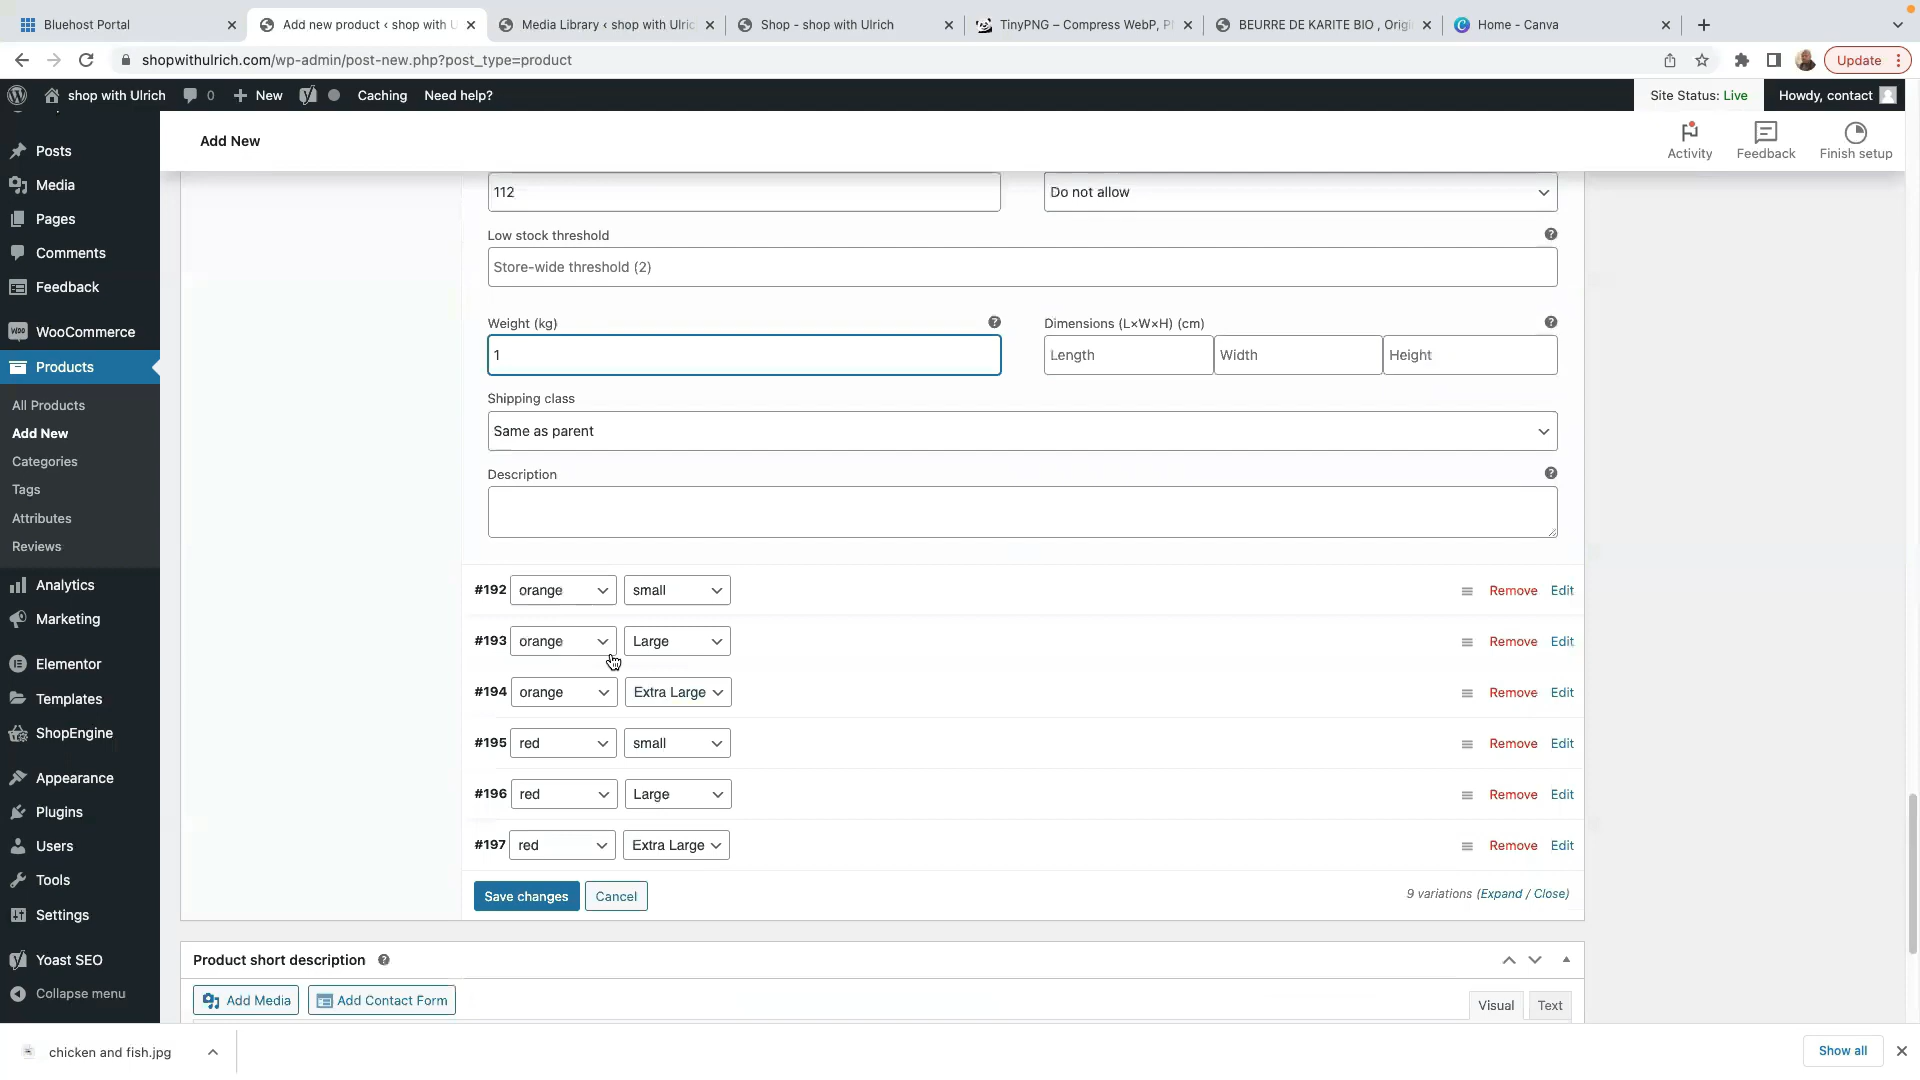 Bluehost Portal
Add new product ‹ shop with U
Media Library ‹ shop with Ulric
Shop - shop with Ulrich
TinyPNG – Compress WebP, P
BEURRE DE KARITE BIO , Origi
Home - Canva
shopwithulrich.com/wp-admin/post-new.php?post_type=product
Update
shop with Ulrich
0
New
Caching
Need help?
Site Status: Live
Howdy, contact
Add New
Activity
Feedback
Finish setup
Posts
Media
Pages
Comments
Feedback
WooCommerce
Products
All Products
Add New
Categories
Tags
Attributes
Reviews
Analytics
Marketing
Elementor
Templates
ShopEngine
Appearance
Plugins
Users
Tools
Settings
Yoast SEO
Collapse menu
112
Do not allow
Low stock threshold
Store-wide threshold (2)
Weight (kg)
Dimensions (L×W×H) (cm)
1
Length
Width
Height
Shipping class
Same as parent
Description
#192 orange small Remove Edit
#193 orange Large Remove Edit
#194 orange Extra Large Remove Edit
#195 red small Remove Edit
#196 red Large Remove Edit
#197 red Extra Large Remove Edit
Save changes
Cancel
9 variations (Expand / Close)
Product short description
Add Media
Add Contact Form
Visual
Text
chicken and fish.jpg
Show all